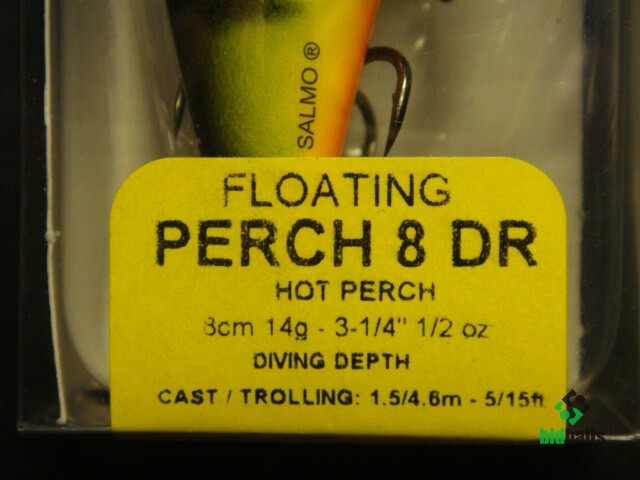 SALMO ®
FLOATING
PERCH 8 DR
HOT PERCH
8cm 14g - 3-1/4" 1/2 oz
DIVING DEPTH
CAST / TROLLING: 1.5/4.6m - 5/15ft
bidbaits